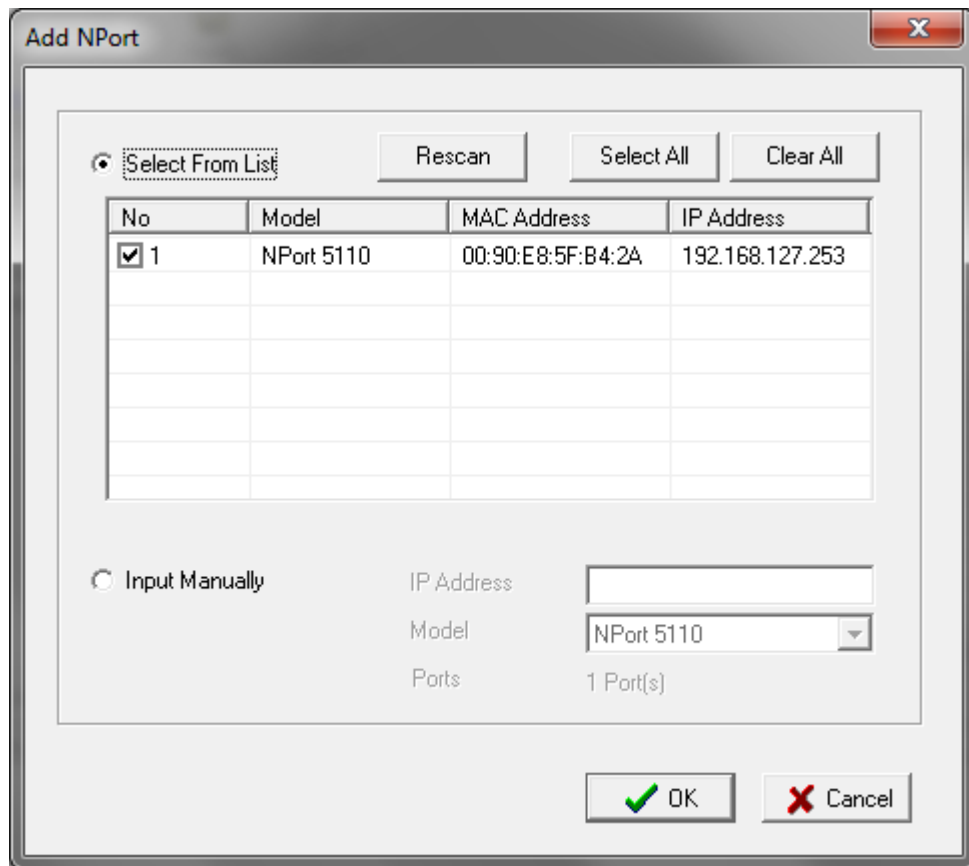 Add NPort
Select From List Rescan Select All Clear All
No Model MAC Address IP Address
1 NPort 5110 00:90:E8:5F:B4:2A 192.168.127.253
Input Manually IP Address
Model NPort 5110
Ports 1 Port(s)
OK Cancel